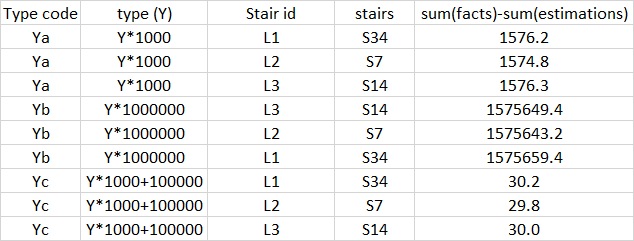 Type code type (Y) Stair id stairs sum(facts)-sum(estimations)
Ya Y*1000 L1 S34 1576.2
Ya Y*1000 L2 S7 1574.8
Ya Y*1000 L3 S14 1576.3
Yb Y*1000000 L3 S14 1575649.4
Yb Y*1000000 L2 S7 1575643.2
Yb Y*1000000 L1 S34 1575659.4
Yc Y*1000+100000 L1 S34 30.2
Yc Y*1000+100000 L2 S7 29.8
Yc Y*1000+100000 L3 S14 30.0